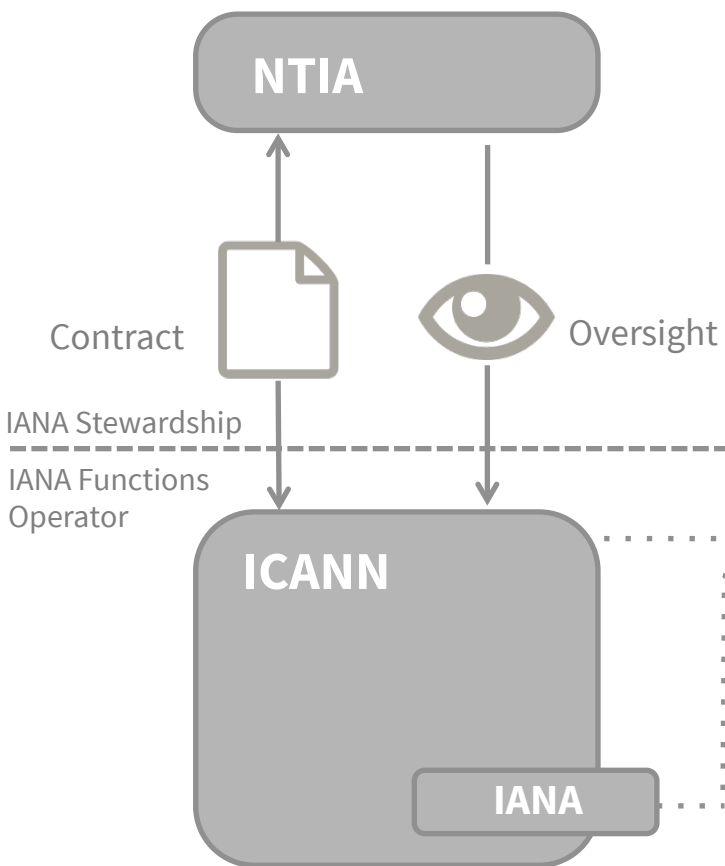 NTIA
Contract
Oversight
IANA Stewardship
IANA Functions
Operator
ICANN
IANA